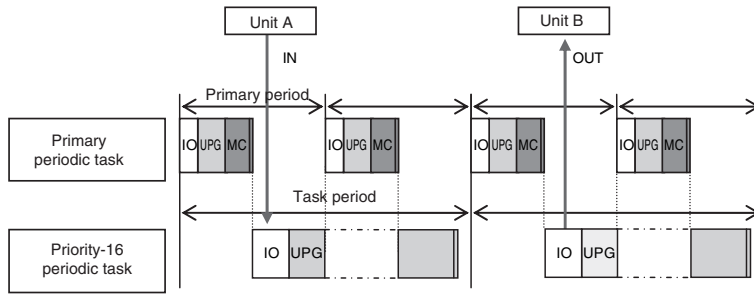 Unit A
Unit B
IN
OUT
Primary period
Primary
periodic task
IO UPG MC
IO UPG MC
IO UPG MC
IO UPG MC
Task period
Priority-16
periodic task
IO UPG
IO UPG